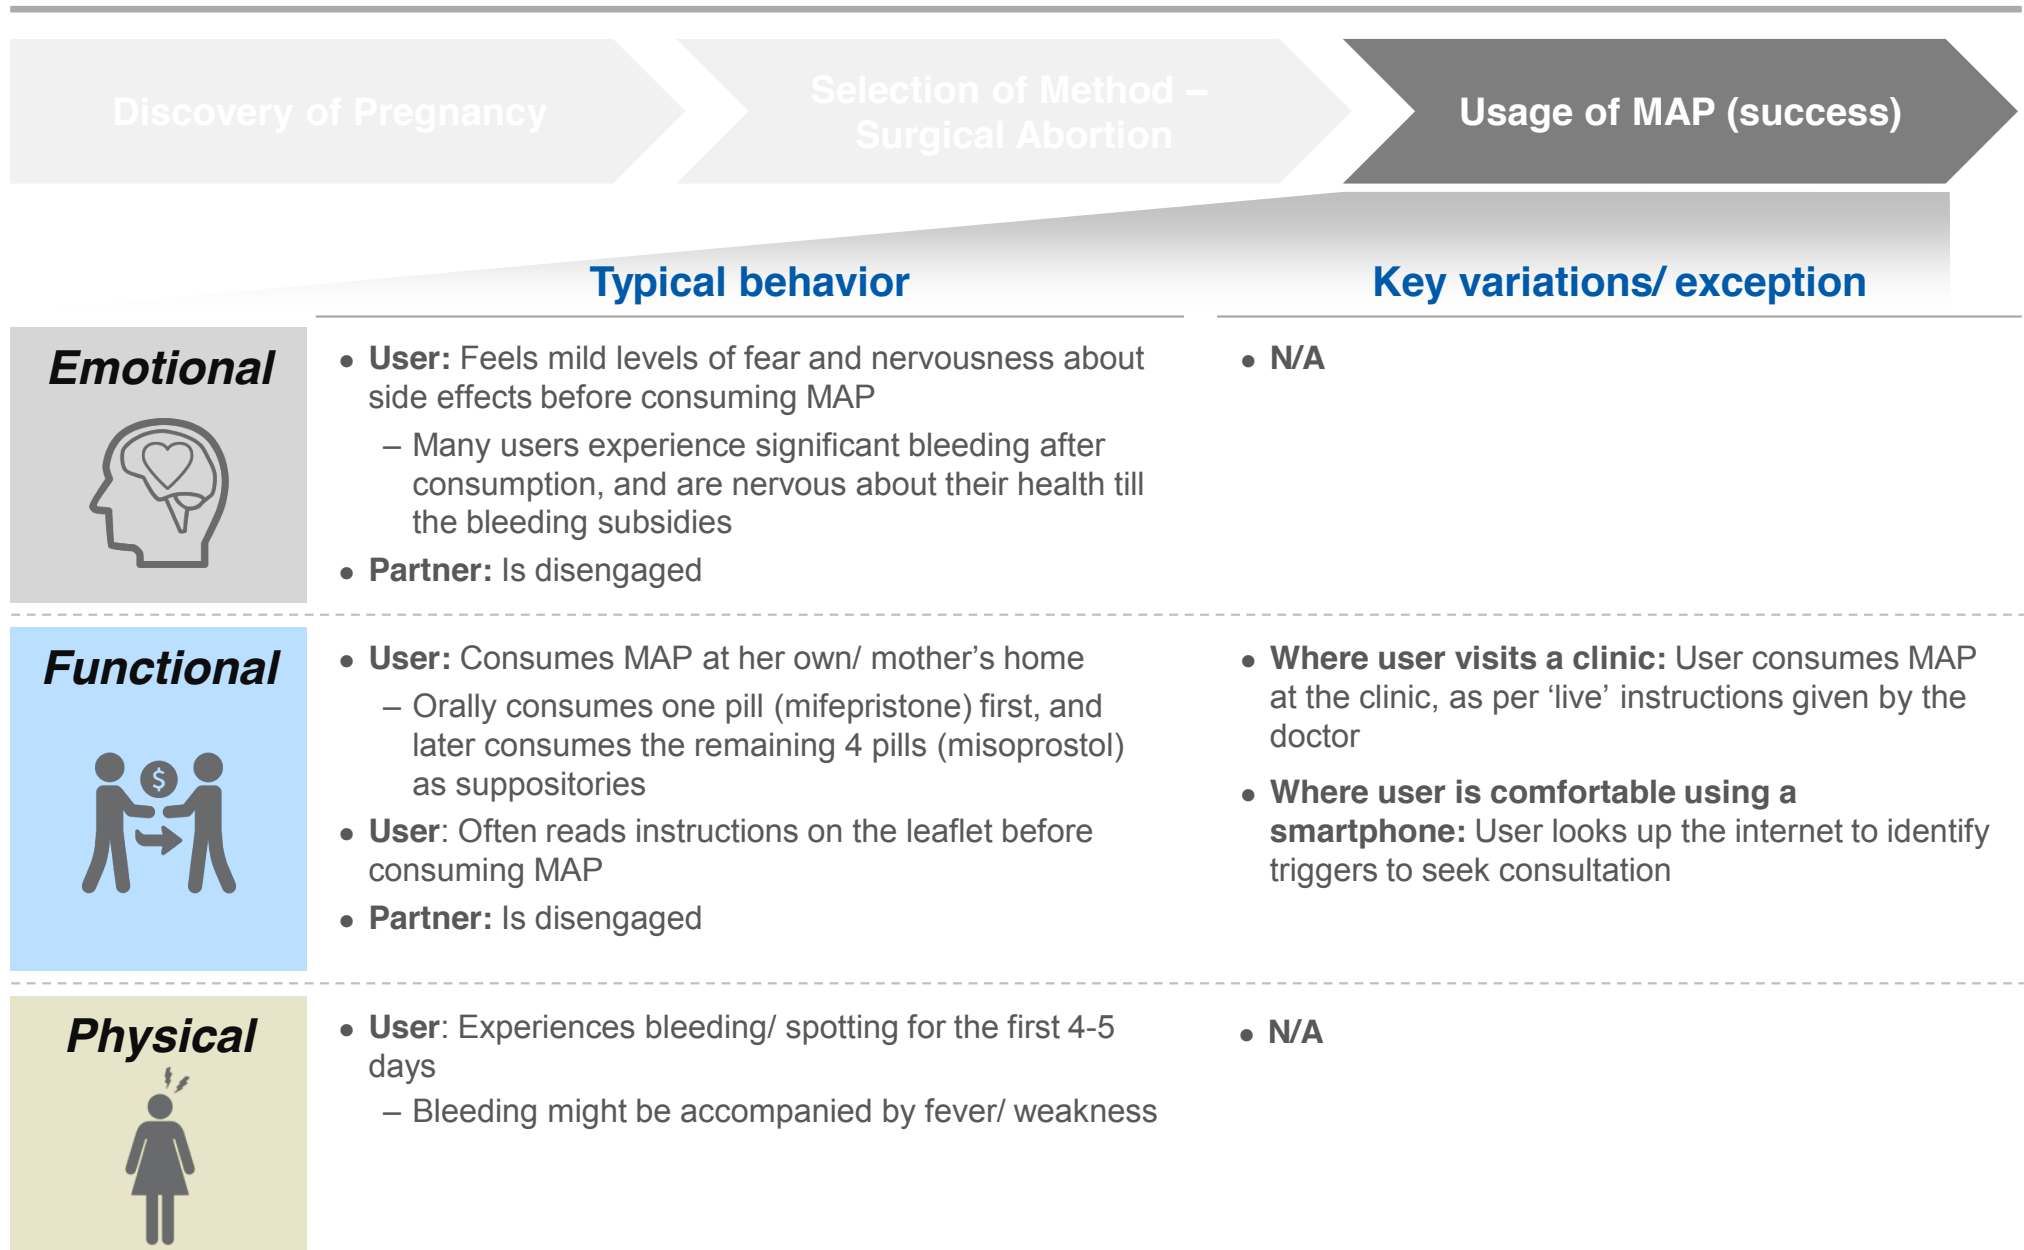 Discovery of Pregnancy
Selection of Method –
Surgical Abortion
Usage of MAP (success)
Typical behavior
Key variations/ exception
Emotional
● User: Feels mild levels of fear and nervousness about
side effects before consuming MAP
– Many users experience significant bleeding after
consumption, and are nervous about their health till
the bleeding subsidies
● Partner: Is disengaged
● N/A
Functional
$
● User: Consumes MAP at her own/ mother’s home
– Orally consumes one pill (mifepristone) first, and
later consumes the remaining 4 pills (misoprostol)
as suppositories
● User: Often reads instructions on the leaflet before
consuming MAP
● Partner: Is disengaged
● Where user visits a clinic: User consumes MAP
at the clinic, as per ‘live’ instructions given by the
doctor
● Where user is comfortable using a
smartphone: User looks up the internet to identify
triggers to seek consultation
Physical
● User: Experiences bleeding/ spotting for the first 4-5
days
– Bleeding might be accompanied by fever/ weakness
● N/A